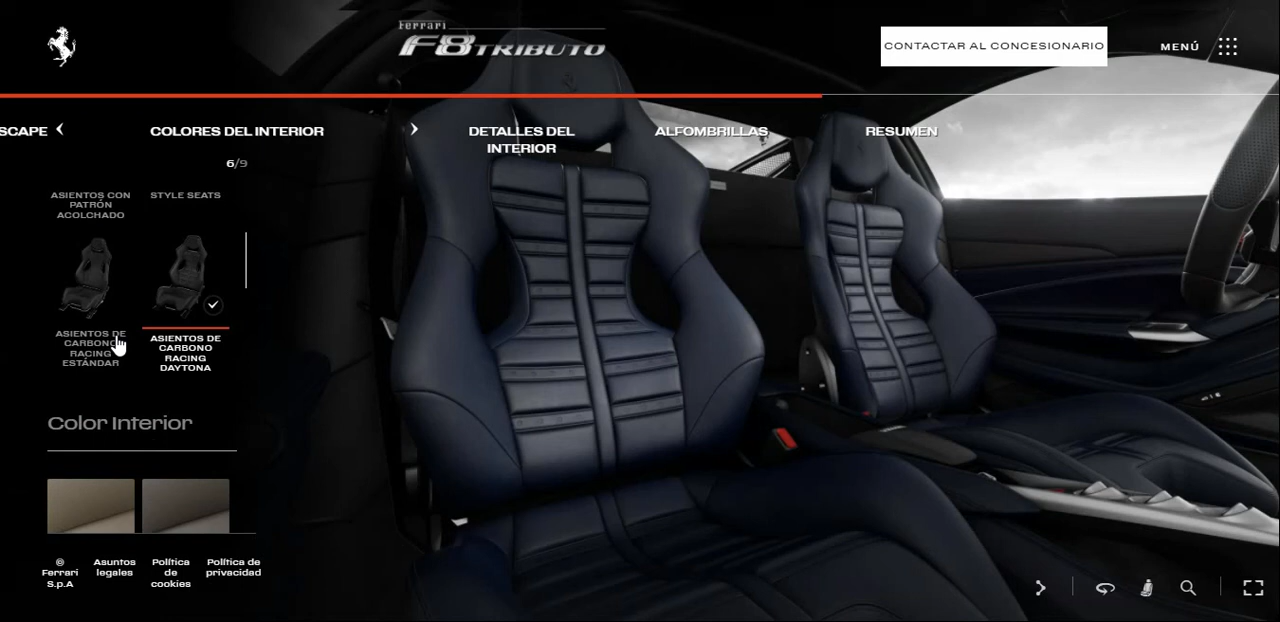 Ferrari
F8TRIBUTO
CONTACTAR AL CONCESIONARIO
MENÚ
SCAPE
COLORES DEL INTERIOR
DETALLES DEL
INTERIOR
ALFOMBRILLAS
RESUMEN
6/9
ASIENTOS CON
PATRÓN
ACOLCHADO
STYLE SEATS
ASIENTOS DE
CARBONO
RACING
ESTÁNDAR
ASIENTOS DE
CARBONO
RACING
DAYTONA
Color Interior
©
Ferrari
S.p.A
Asuntos
legales
Política
de
cookies
Política de
privacidad